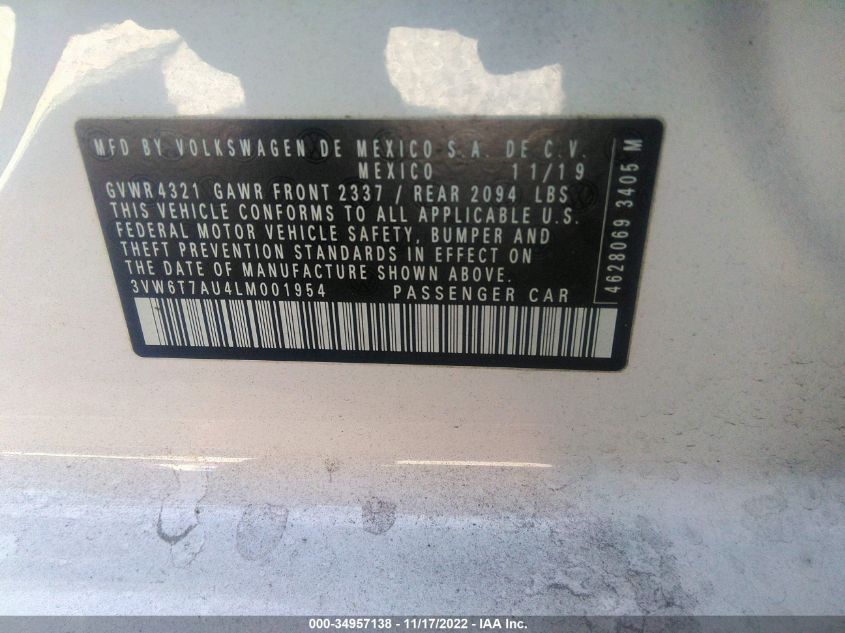 MFD BY VOLKSWAGEN DE MEXICO S.A. DE C.V.
MEXICO 11/19
GVWR4321 GAWR FRONT 2337 / REAR 2094 LBS
THIS VEHICLE CONFORMS TO ALL APPLICABLE U.S.
FEDERAL MOTOR VEHICLE SAFETY, BUMPER AND
THEFT PREVENTION STANDARDS IN EFFECT ON
THE DATE OF MANUFACTURE SHOWN ABOVE.
3VW6T7AU4LM001954 PASSENGER CAR
4628069 3405 M
000-34957138 - 11/17/2022 - IAA Inc.